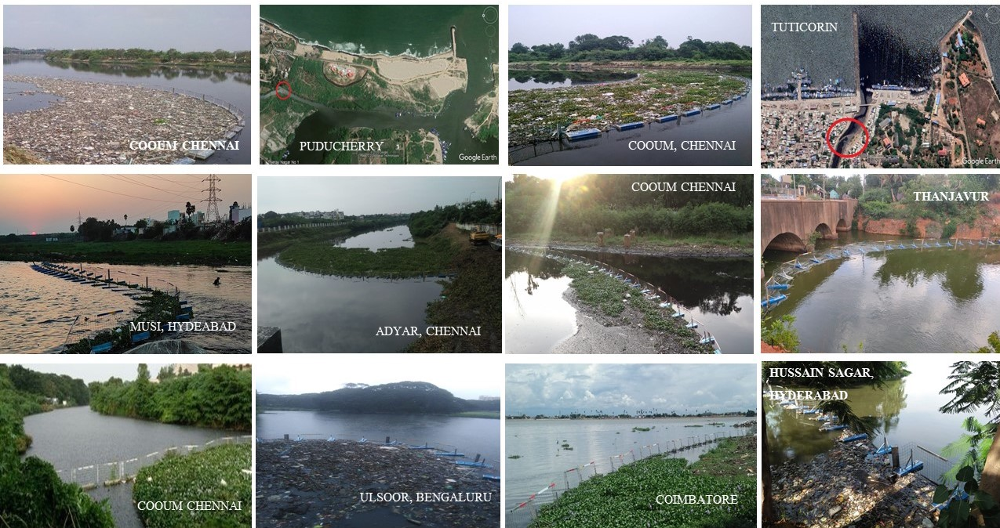 COOUM CHENNAI
PUDUCHERRY
Google Earth
COOUM, CHENNAI
TUTICORIN
Google Earth
MUSI, HYDEABAD
ADYAR, CHENNAI
COOUM CHENNAI
THANJAVUR
COOUM CHENNAI
ULSOOR, BENGALURU
COIMBATORE
HUSSAIN SAGAR,
HYDERABAD